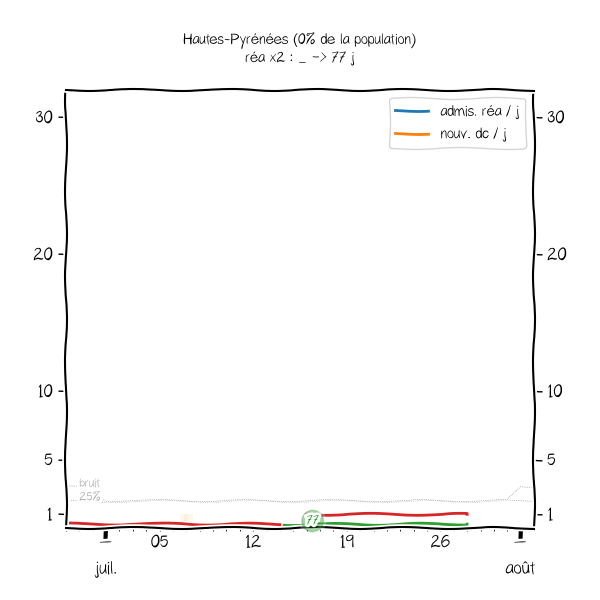 Hautes-Pyrénées (0% de la population)
réa x2 : _ -> 77 j
admis. réa / j
nouv. dc / j
30
30
20
20
10
10
5
5
bruit
25%
1
77
1
05
12
19
26
juil.
août